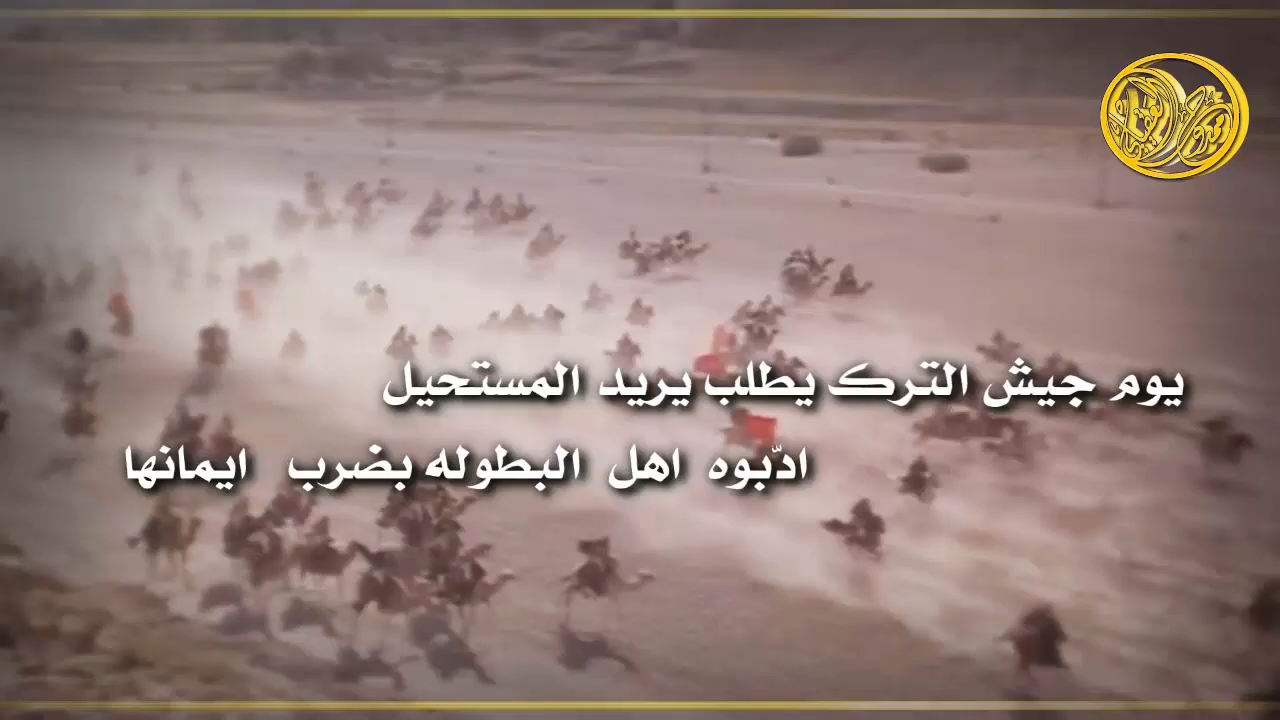 يوم جيش الترك يطلب يريد المستحيل
ادّبوه اهل البطوله بضرب ايمانها